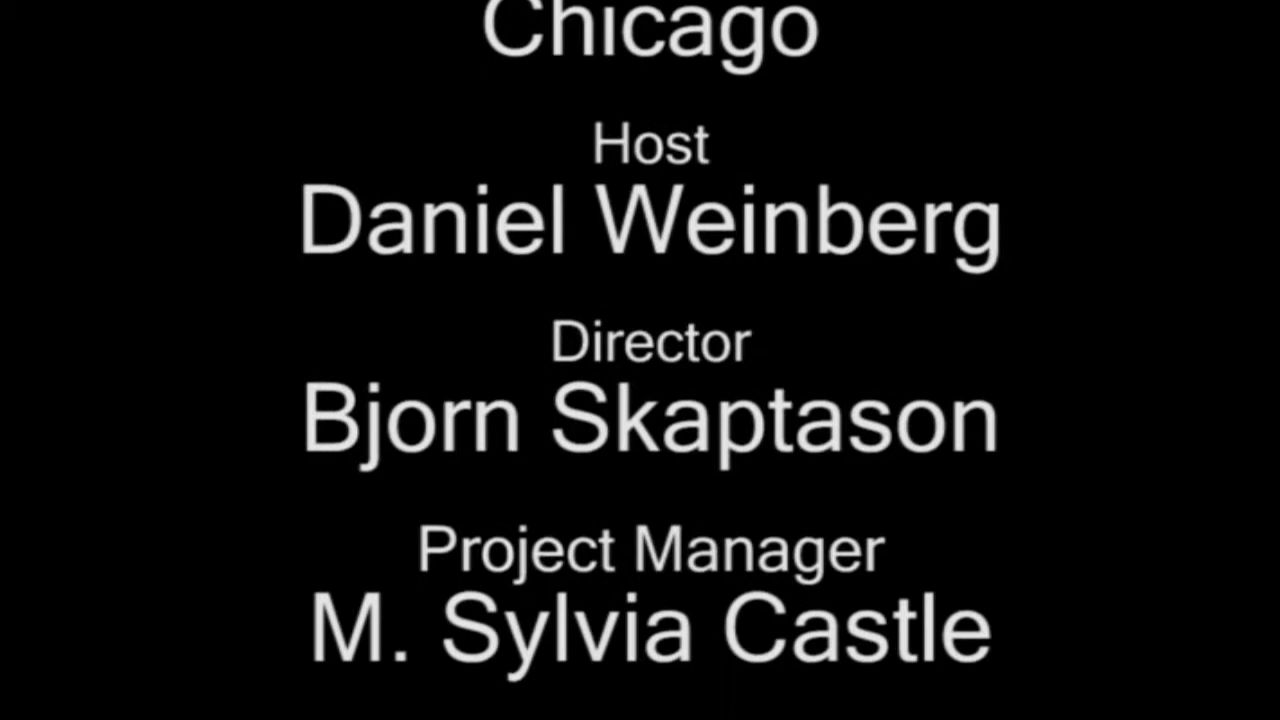 Chicago
Host
Daniel Weinberg
Director
Bjorn Skaptason
Project Manager
M. Sylvia Castle